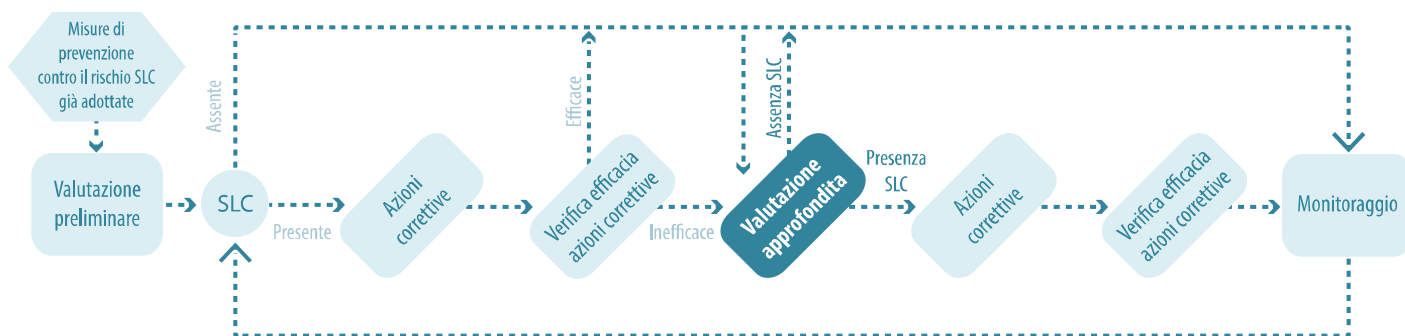 Misure di
prevenzione
contro il rischio SLC
già adottate
Valutazione
preliminare
Assente
SLC
Presente
Azioni
correttive
Efficace
Verifica efficacia
azioni correttive
Inefficace
Assenza SLC
Valutazione
approfondita
Presenza
SLC
Azioni
correttive
Verifica efficacia
azioni correttive
Monitoraggio